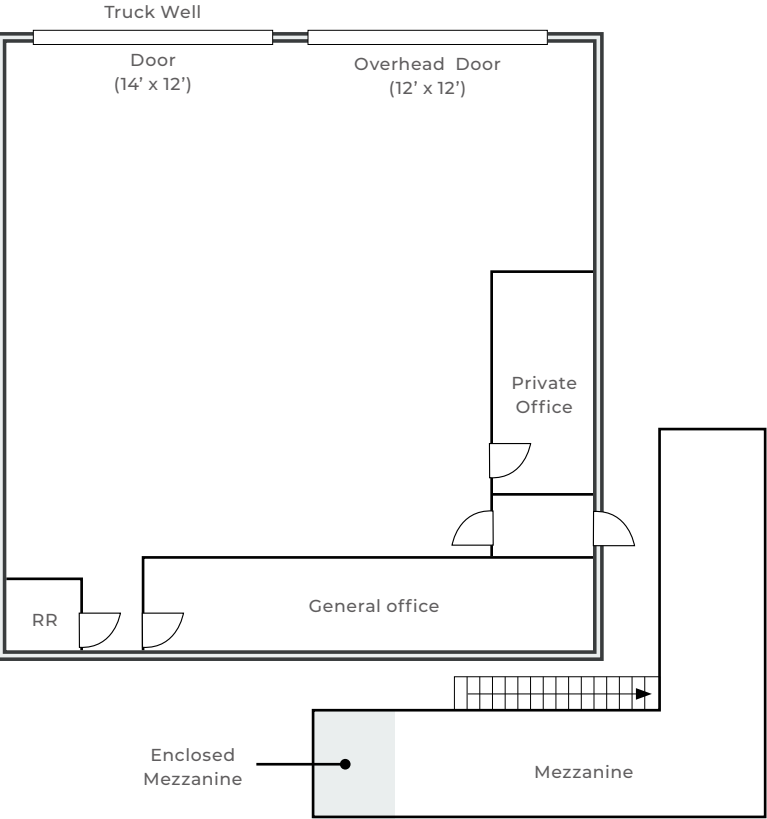 Truck Well
Door
(14’ x 12’)
Overhead Door
(12’ x 12’)
Private
Office
RR
General office
Enclosed
Mezzanine
Mezzanine